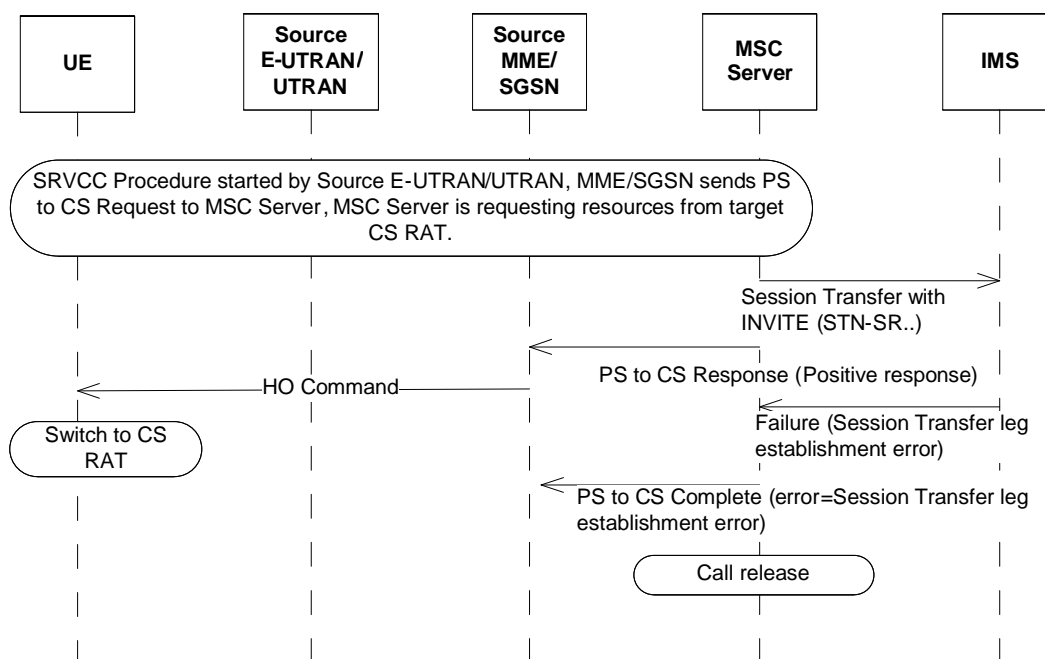 UE
Source
E-UTRAN/
UTRAN
Source
MME/
SGSN
MSC
Server
IMS
SRVCC Procedure started by Source E-UTRAN/UTRAN, MME/SGSN sends PS
to CS Request to MSC Server, MSC Server is requesting resources from target
CS RAT.
Session Transfer with
INVITE (STN-SR..)
PS to CS Response (Positive response)
HO Command
Failure (Session Transfer leg
establishment error)
Switch to CS
RAT
PS to CS Complete (error=Session Transfer leg
establishment error)
Call release